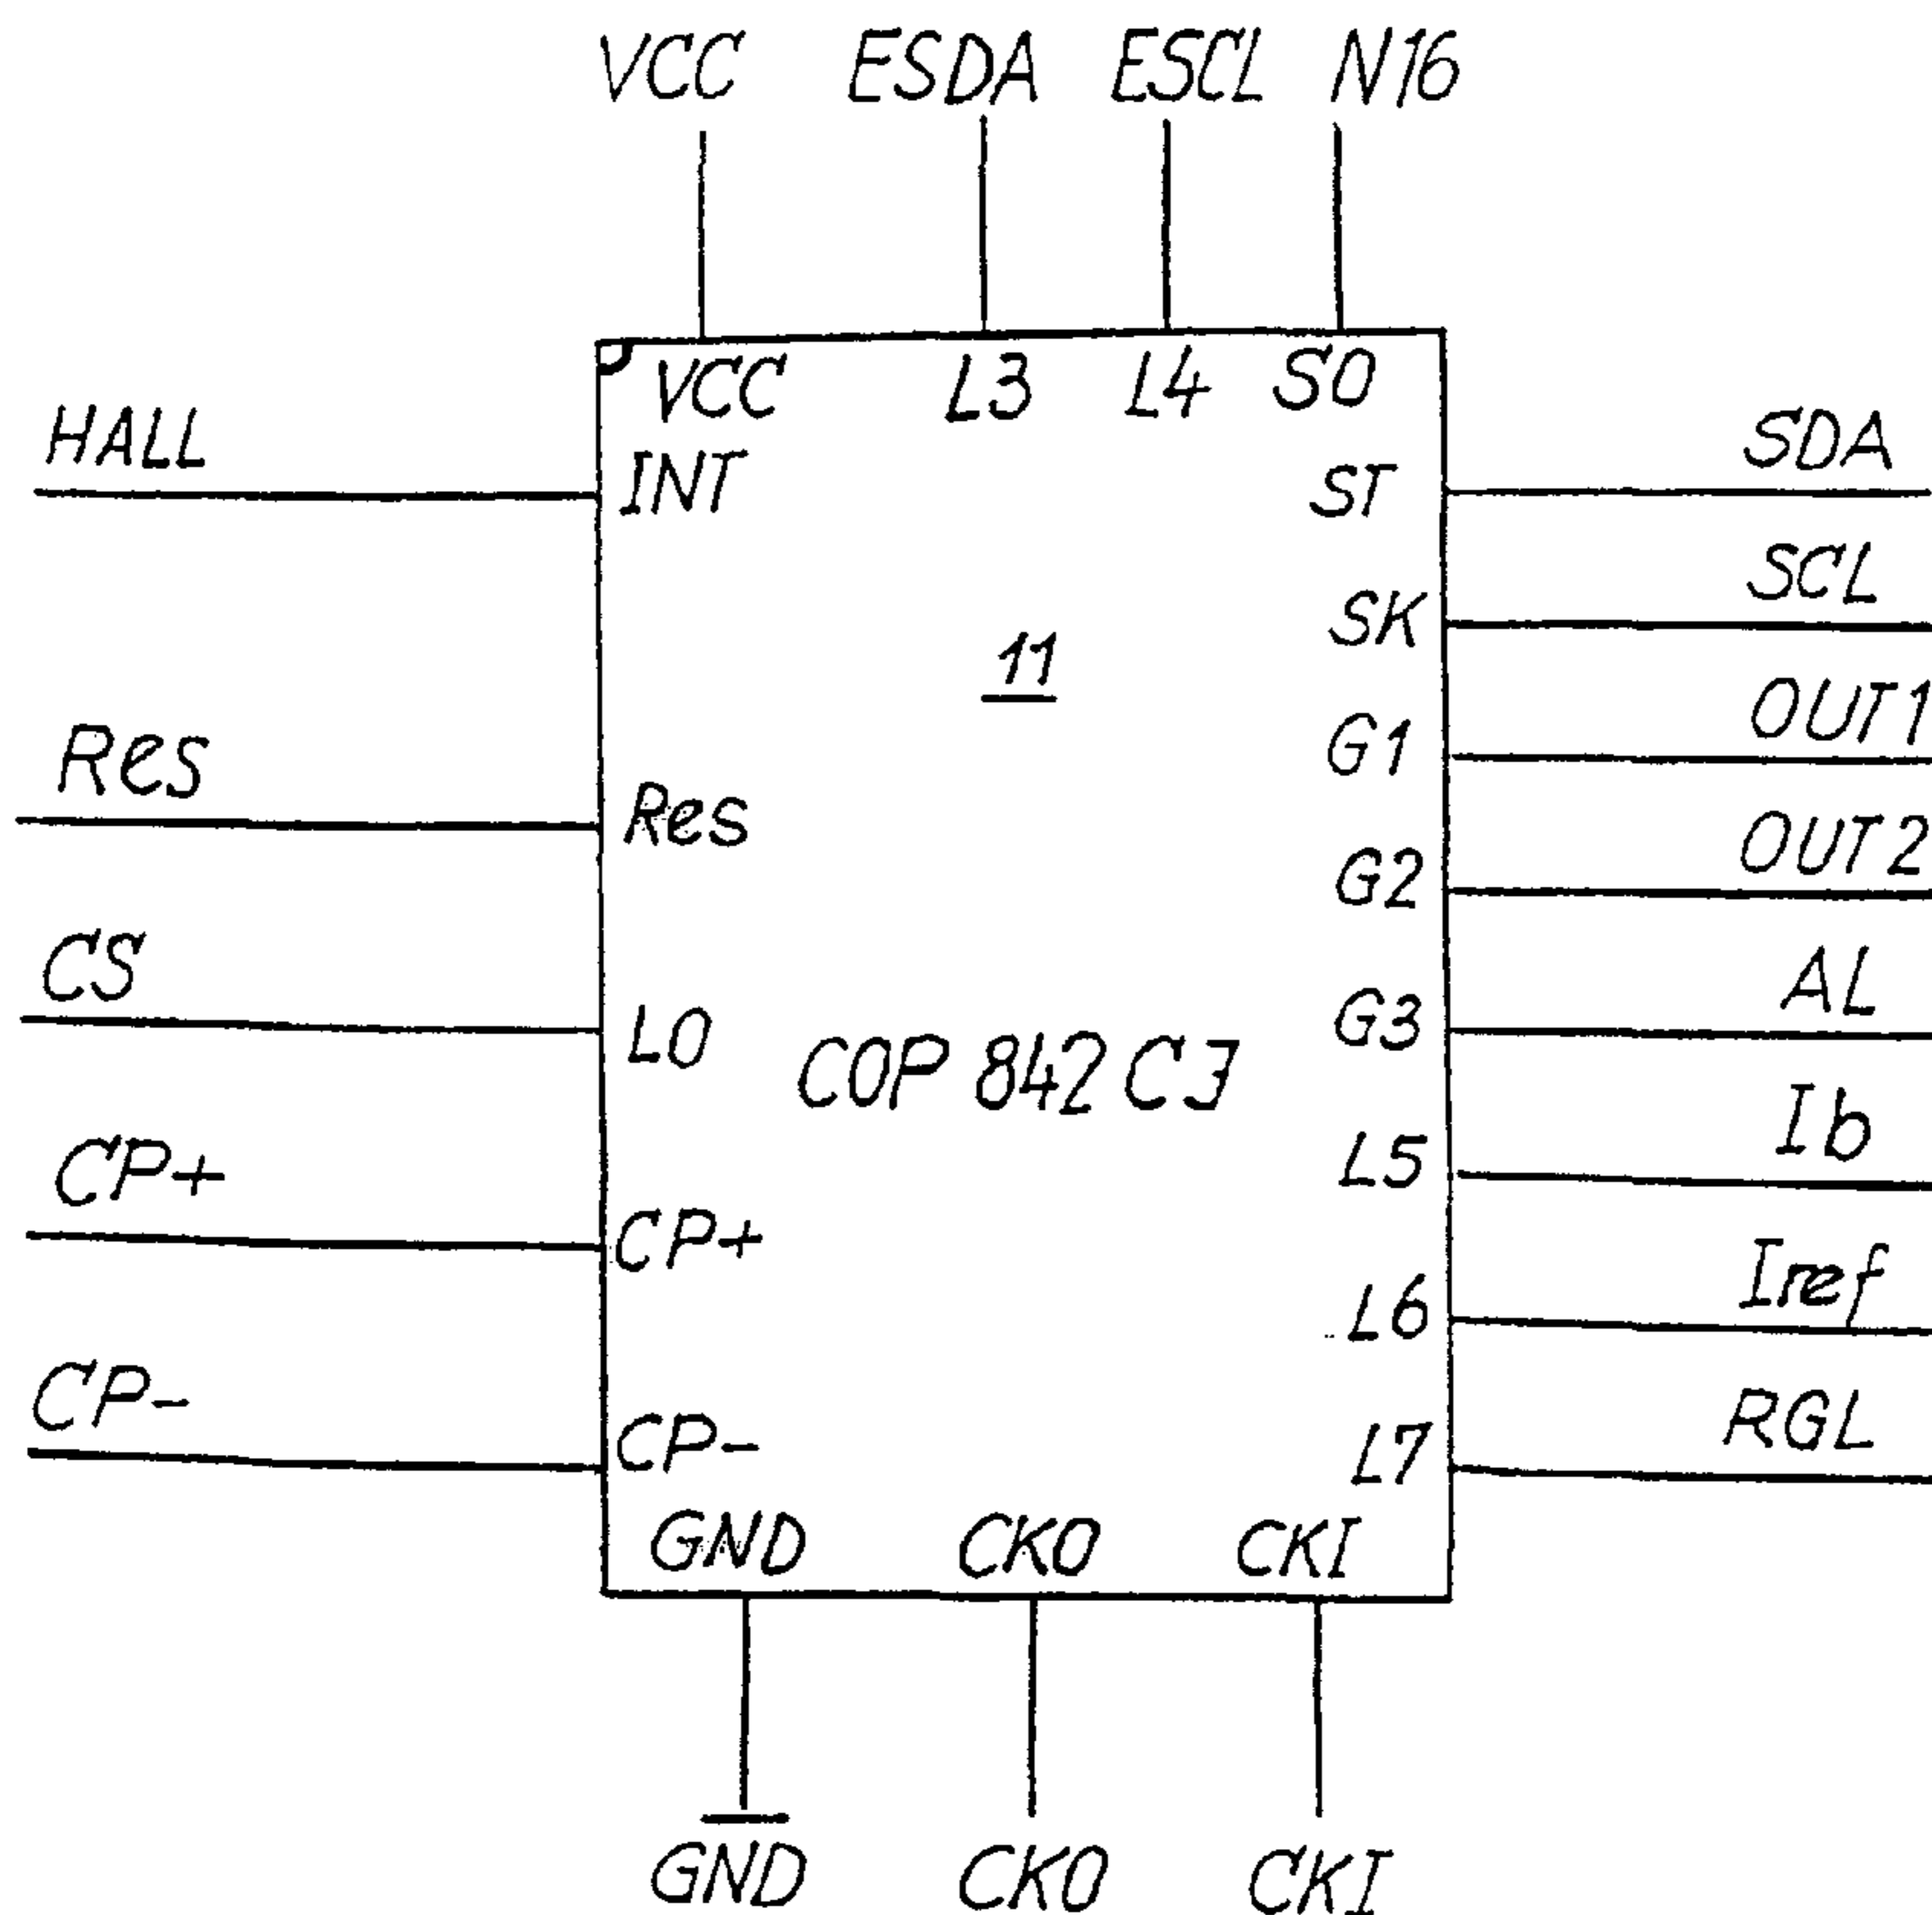 VCC ESDA ESCL N16
VCC L3 L4 SO
HALL INT ST SDA
SK SCL
11
G1 OUT1
Res Res
G2 OUT2
CS L0 G3 AL
COP 842 CJ
L5 Ib
CP+ CP+
L6 Iref
CP- CP- L7 RGL
GND CKO CKI
GND CKO CKI